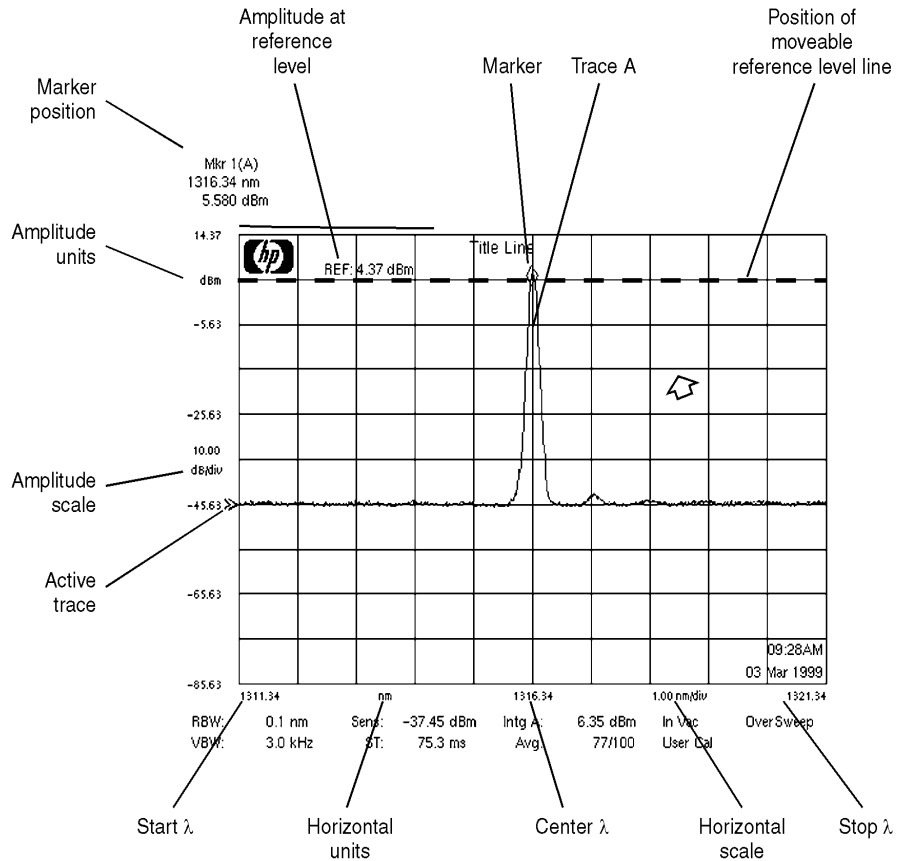 Amplitude at
reference
level
Position of
moveable
reference level line
Marker
Trace A
Marker
position
Mkr 1(A)
1316.34 nm
5.580 dBm
Amplitude
units
14.37
hp
Title Line
REF: 4.37 dBm
dBm
-5.63
-25.63
10.00
dB/div
Amplitude
scale
-45.63
Active
trace
-65.63
09:28AM
03 Mar 1999
-85.63
1311.34 nm 1316.34 1.00 nm/div 1321.34
RBW: 0.1 nm Sens: -37.45 dBm Intg A: 6.35 dBm In Vac Over Sweep
VBW: 3.0 kHz ST: 75.3 ms Avg: 77/100 User Cal
Start λ
Horizontal
units
Center λ
Horizontal
scale
Stop λ